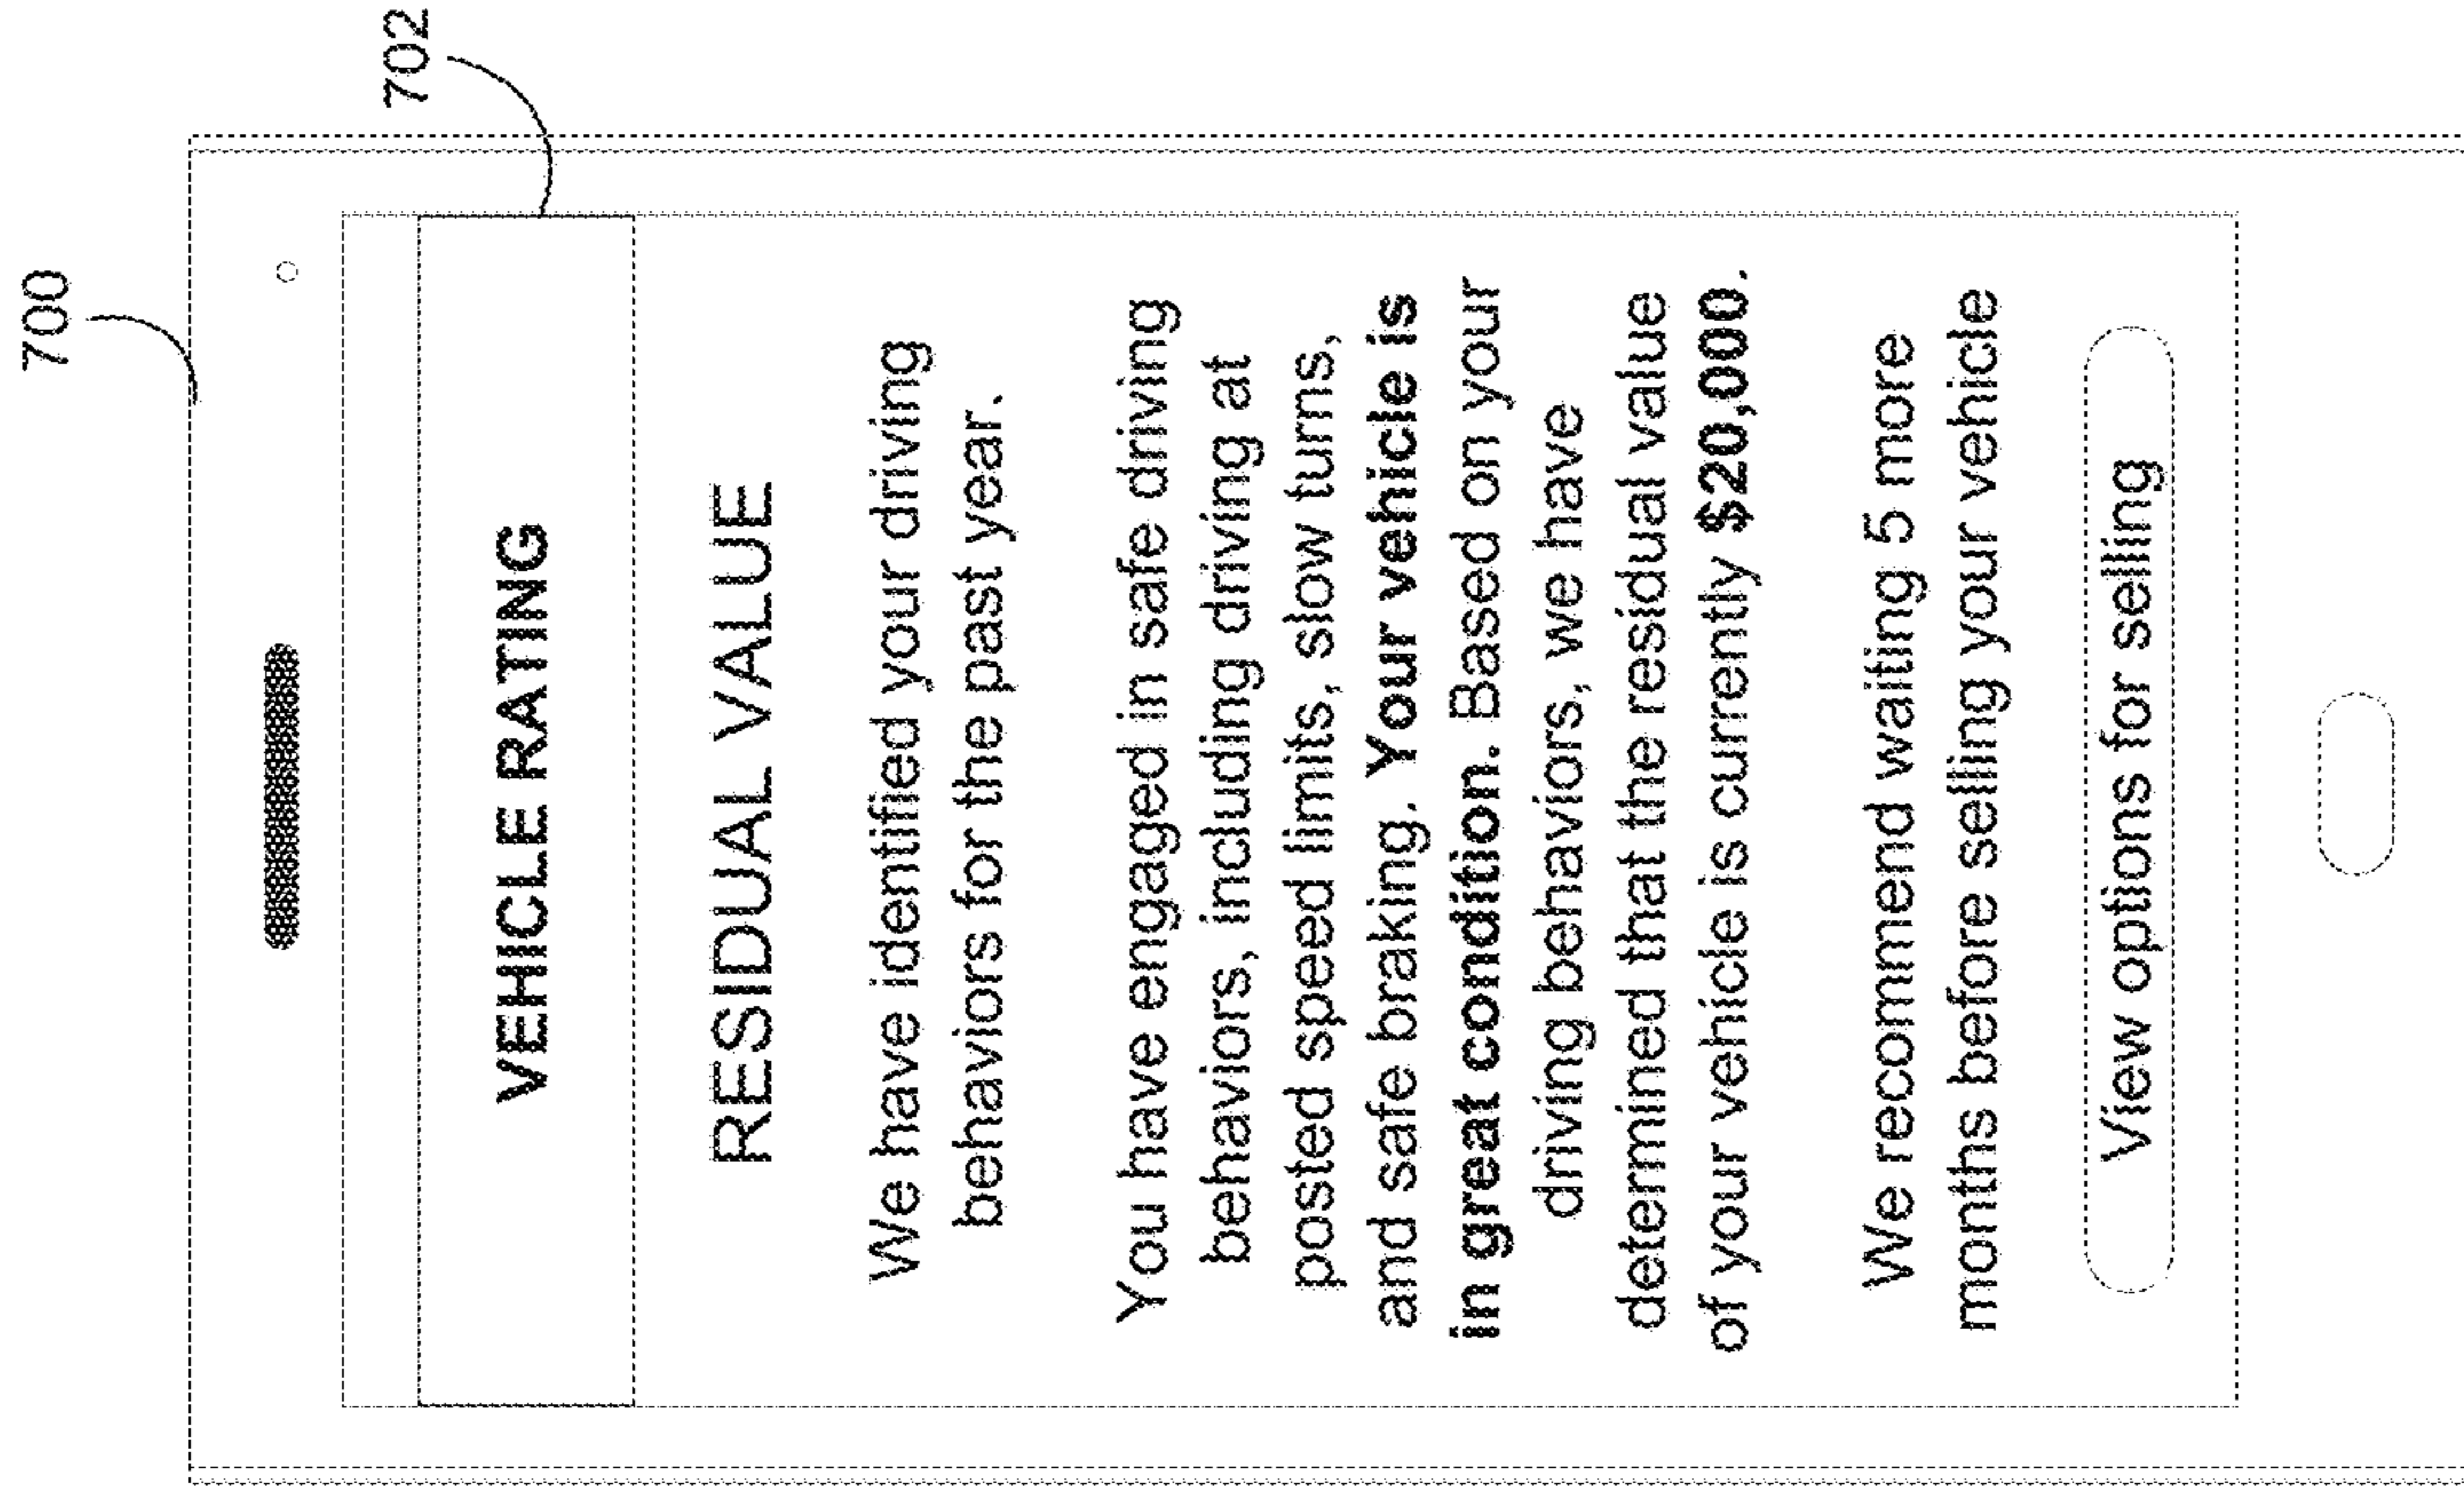 700
702
VEHICLE RATING
RESIDUAL VALUE
We have identified your driving
behaviors for the past year.
You have engaged in safe driving
behaviors, including driving at
posted speed limits, slow turns,
and safe braking. Your vehicle is
in great condition. Based on your
driving behaviors, we have
determined that the residual value
of your vehicle is currently $20,000.
We recommend waiting 5 more
months before selling your vehicle
View options for selling